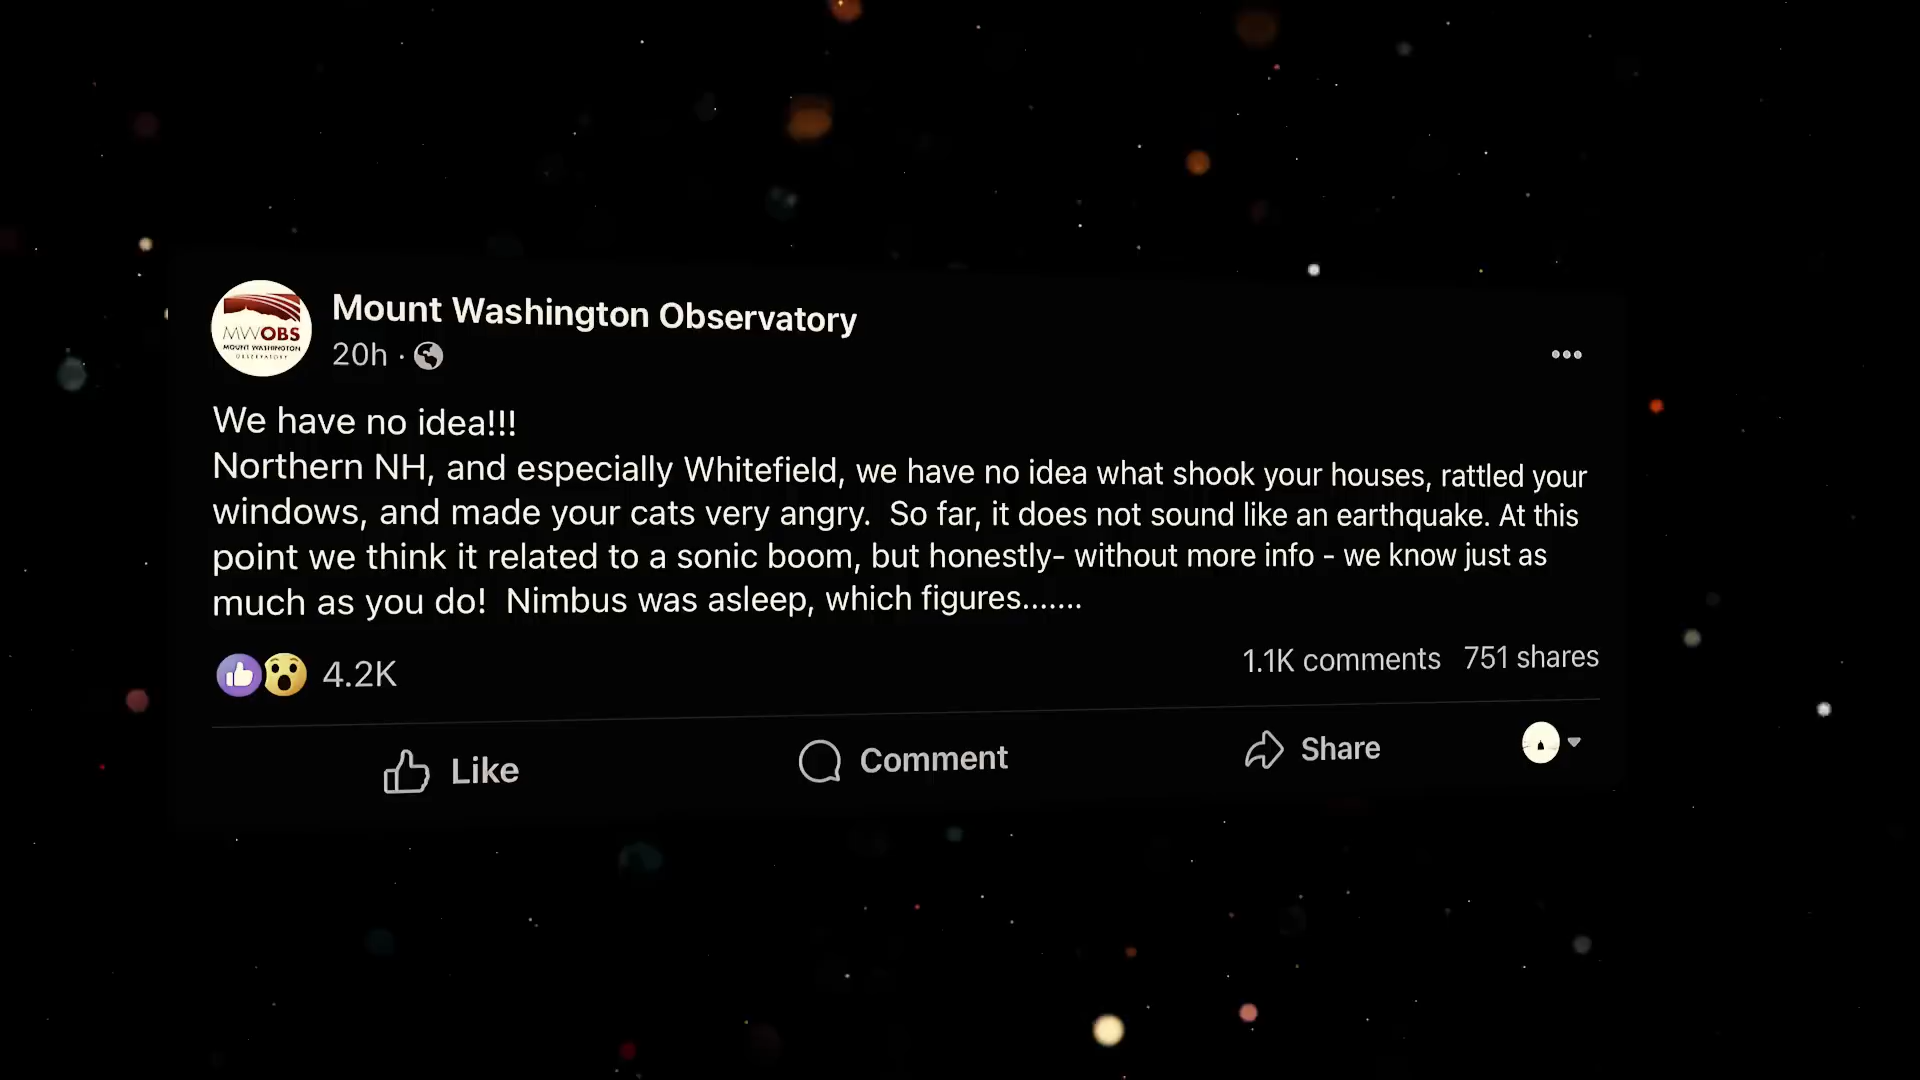 MWOBS
MOUNT WASHINGTON
OBSERVATORY
Mount Washington Observatory
20h ·
We have no idea!!!
Northern NH, and especially Whitefield, we have no idea what shook your houses, rattled your
windows, and made your cats very angry.  So far, it does not sound like an earthquake. At this
point we think it related to a sonic boom, but honestly- without more info - we know just as
much as you do!  Nimbus was asleep, which figures.......
4.2K
1.1K comments 751 shares
Like
Comment
Share